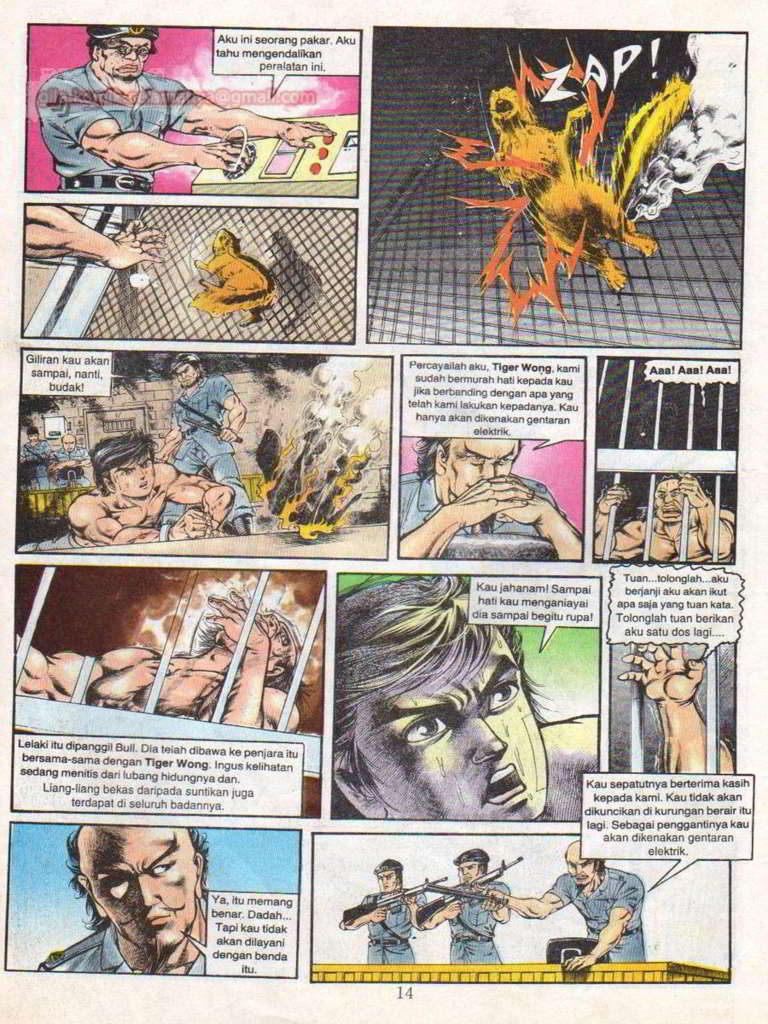 Aku ini seorang pakar. Aku
tahu mengendalikan
peralatan ini.
ZAP!
Giliran kau akan
sampai, nanti,
budak!
Percayailah aku, Tiger Wong, kami
sudah bermurah hati kepada kau
jika berbanding dengan apa yang
telah kami lakukan kepadanya. Kau
hanya akan dikenakan gentaran
elektrik.
Aaa! Aaa! Aaa!
Lelaki itu dipanggil Bull. Dia telah dibawa ke penjara itu
bersama-sama dengan Tiger Wong. Ingus kelihatan
sedang menitis dari lubang hidungnya dan.
Liang-liang bekas daripada suntikan juga
terdapat di seluruh badannya.
Kau jahanam! Sampai
hati kau menganiayai
dia sampai begitu rupa!
Tuan...tolonglah...aku
berjanji aku akan ikut
apa saja yang tuan kata.
Tolonglah tuan berikan
aku satu dos lagi....
Ya, itu memang
benar. Dadah...
Tapi kau tidak
akan dilayani
dengan benda
itu.
Kau sepatutnya berterima kasih
kepada kami. Kau tidak akan
dikuncikan di kurungan berair itu
lagi. Sebagai penggantinya kau
akan dikenakan gentaran
elektrik.
14